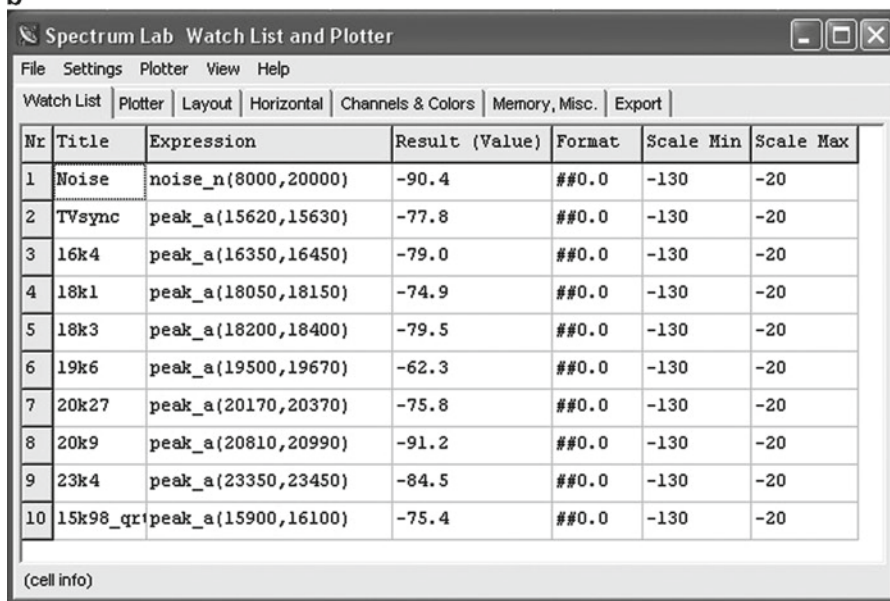 b
Spectrum Lab Watch List and Plotter
File Settings Plotter View Help
Watch List Plotter Layout Horizontal Channels & Colors Memory, Misc. Export
Nr Title Expression Result (Value) Format Scale Min Scale Max
1 Noise noise_n(8000,20000) -90.4 ##0.0 -130 -20
2 TVsync peak_a(15620,15630) -77.8 ##0.0 -130 -20
3 16k4 peak_a(16350,16450) -79.0 ##0.0 -130 -20
4 18k1 peak_a(18050,18150) -74.9 ##0.0 -130 -20
5 18k3 peak_a(18200,18400) -79.5 ##0.0 -130 -20
6 19k6 peak_a(19500,19670) -62.3 ##0.0 -130 -20
7 20k27 peak_a(20170,20370) -75.8 ##0.0 -130 -20
8 20k9 peak_a(20810,20990) -91.2 ##0.0 -130 -20
9 23k4 peak_a(23350,23450) -84.5 ##0.0 -130 -20
10 15k98_qrt peak_a(15900,16100) -75.4 ##0.0 -130 -20
(cell info)